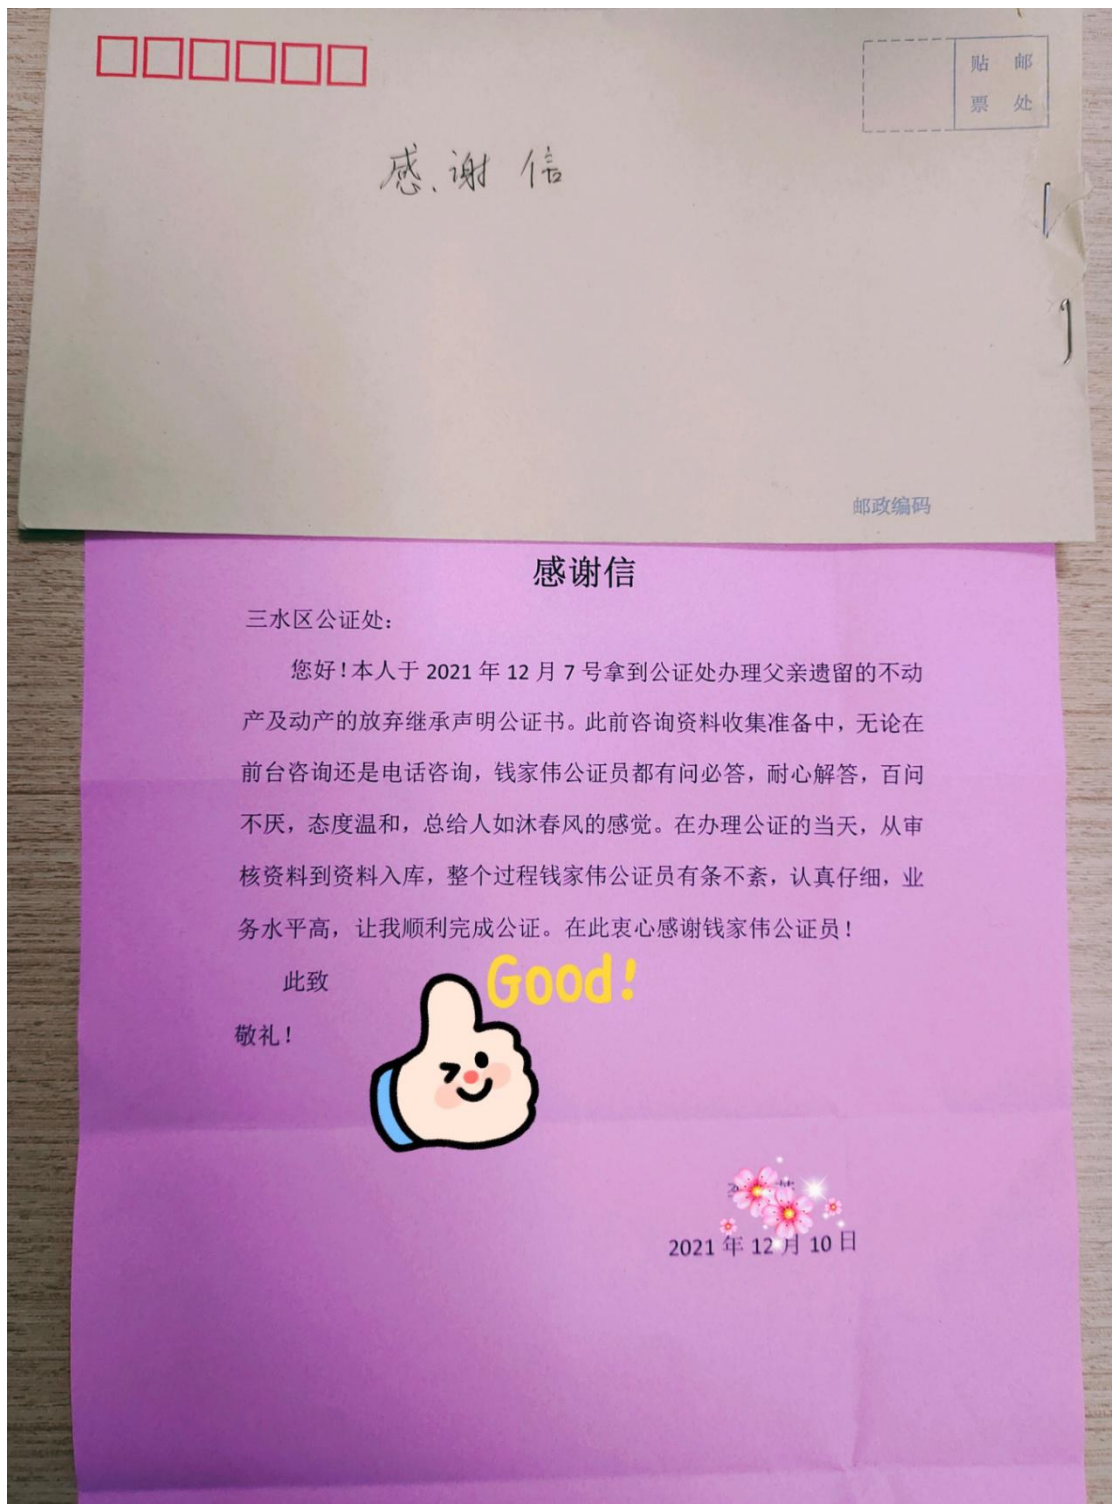 贴 邮
票 处
感谢信
邮政编码
感谢信
三水区公证处：
您好！本人于 2021 年 12 月 7 号拿到公证处办理父亲遗留的不动
产及动产的放弃继承声明公证书。此前咨询资料收集准备中，无论在
前台咨询还是电话咨询，钱家伟公证员都有问必答，耐心解答，百问
不厌，态度温和，总给人如沐春风的感觉。在办理公证的当天，从审
核资料到资料入库，整个过程钱家伟公证员有条不紊，认真仔细，业
务水平高，让我顺利完成公证。在此衷心感谢钱家伟公证员！
此致
Good!
敬礼！
2021 年 12 月 10 日